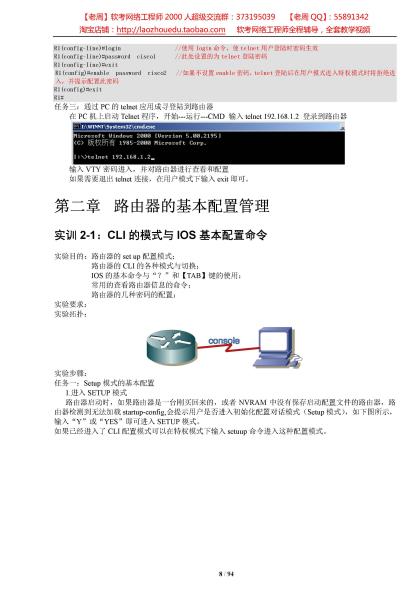 【老周】软考网络工程师 2000 人超级交流群：373195039 【老周 QQ】：55891342
淘宝店铺：http://laozhouedu.taobao.com 软考网络工程师全程辅导，全套教学视频
R1(config-line)#login //使用 login 命令，使 telnet 用户登陆时密码生效
R1(config-line)#password cisco1 //此处设置的为 telnet 登陆密码
R1(config-line)#exit
R1(config)#enable password cisco2 //如果不设置 enable 密码，telnet 登陆后在用户模式进入特权模式时将拒绝进
入，并提示配置此密码
R1(config)#exit
R1#
任务三：通过 PC 的 telnet 应用成寻登陆到路由器
在 PC 机上启动 Telnet 程序，开始---运行---CMD 输入 telnet 192.168.1.2 登录到路由器
I:\WINNT\System32\cmd.exe
Microsoft Windows 2000 [Version 5.00.2195]
(C) 版权所有 1985-2000 Microsoft Corp.
I:\>telnet 192.168.1.2_
输入 VTY 密码进入，并对路由器进行查看和配置
如果需要退出 telnet 连接，在用户模式下输入 exit 即可。
第二章 路由器的基本配置管理
实训 2-1：CLI 的模式与 IOS 基本配置命令
实验目的：路由器的 set up 配置模式；
路由器的 CLI 的各种模式与切换；
IOS 的基本命令与“？”和【TAB】键的使用；
常用的查看路由器信息的命令；
路由器的几种密码的配置；
实验要求：
实验拓扑：
console
实验步骤：
任务一：Setup 模式的基本配置
1.进入 SETUP 模式
路由器启动时，如果路由器是一台刚买回来的，或者 NVRAM 中没有保存启动配置文件的路由器，路
由器检测到无法加载 startup-config,会提示用户是否进入初始化配置对话模式（Setup 模式），如下图所示，
输入“Y”或“YES”即可进入 SETUP 模式。
如果已经进入了 CLI 配置模式可以在特权模式下输入 setuup 命令进入这种配置模式。
8 / 94